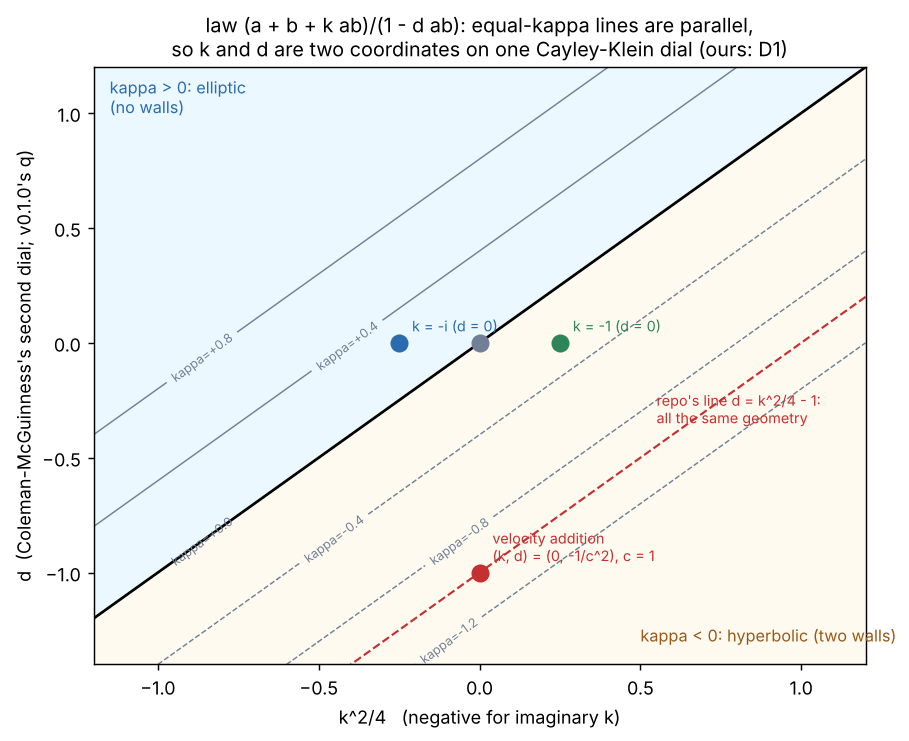 law (a + b + k ab)/(1 - d ab): equal-kappa lines are parallel,
so k and d are two coordinates on one Cayley-Klein dial (ours: D1)
kappa > 0: elliptic
(no walls)
1.0
0.5
0.0
−0.5
−1.0
d (Coleman-McGuinness's second dial; v0.1.0's q)
kappa=+0.8
kappa=+0.4
k = -i (d = 0)
k = -1 (d = 0)
repo's line d = k^2/4 - 1:
all the same geometry
kappa=+0.0
kappa=-0.4
kappa=-0.8
velocity addition
(k, d) = (0, -1/c^2), c = 1
kappa=-1.2
kappa < 0: hyperbolic (two walls)
−1.0
−0.5
0.0
0.5
1.0
k^2/4 (negative for imaginary k)